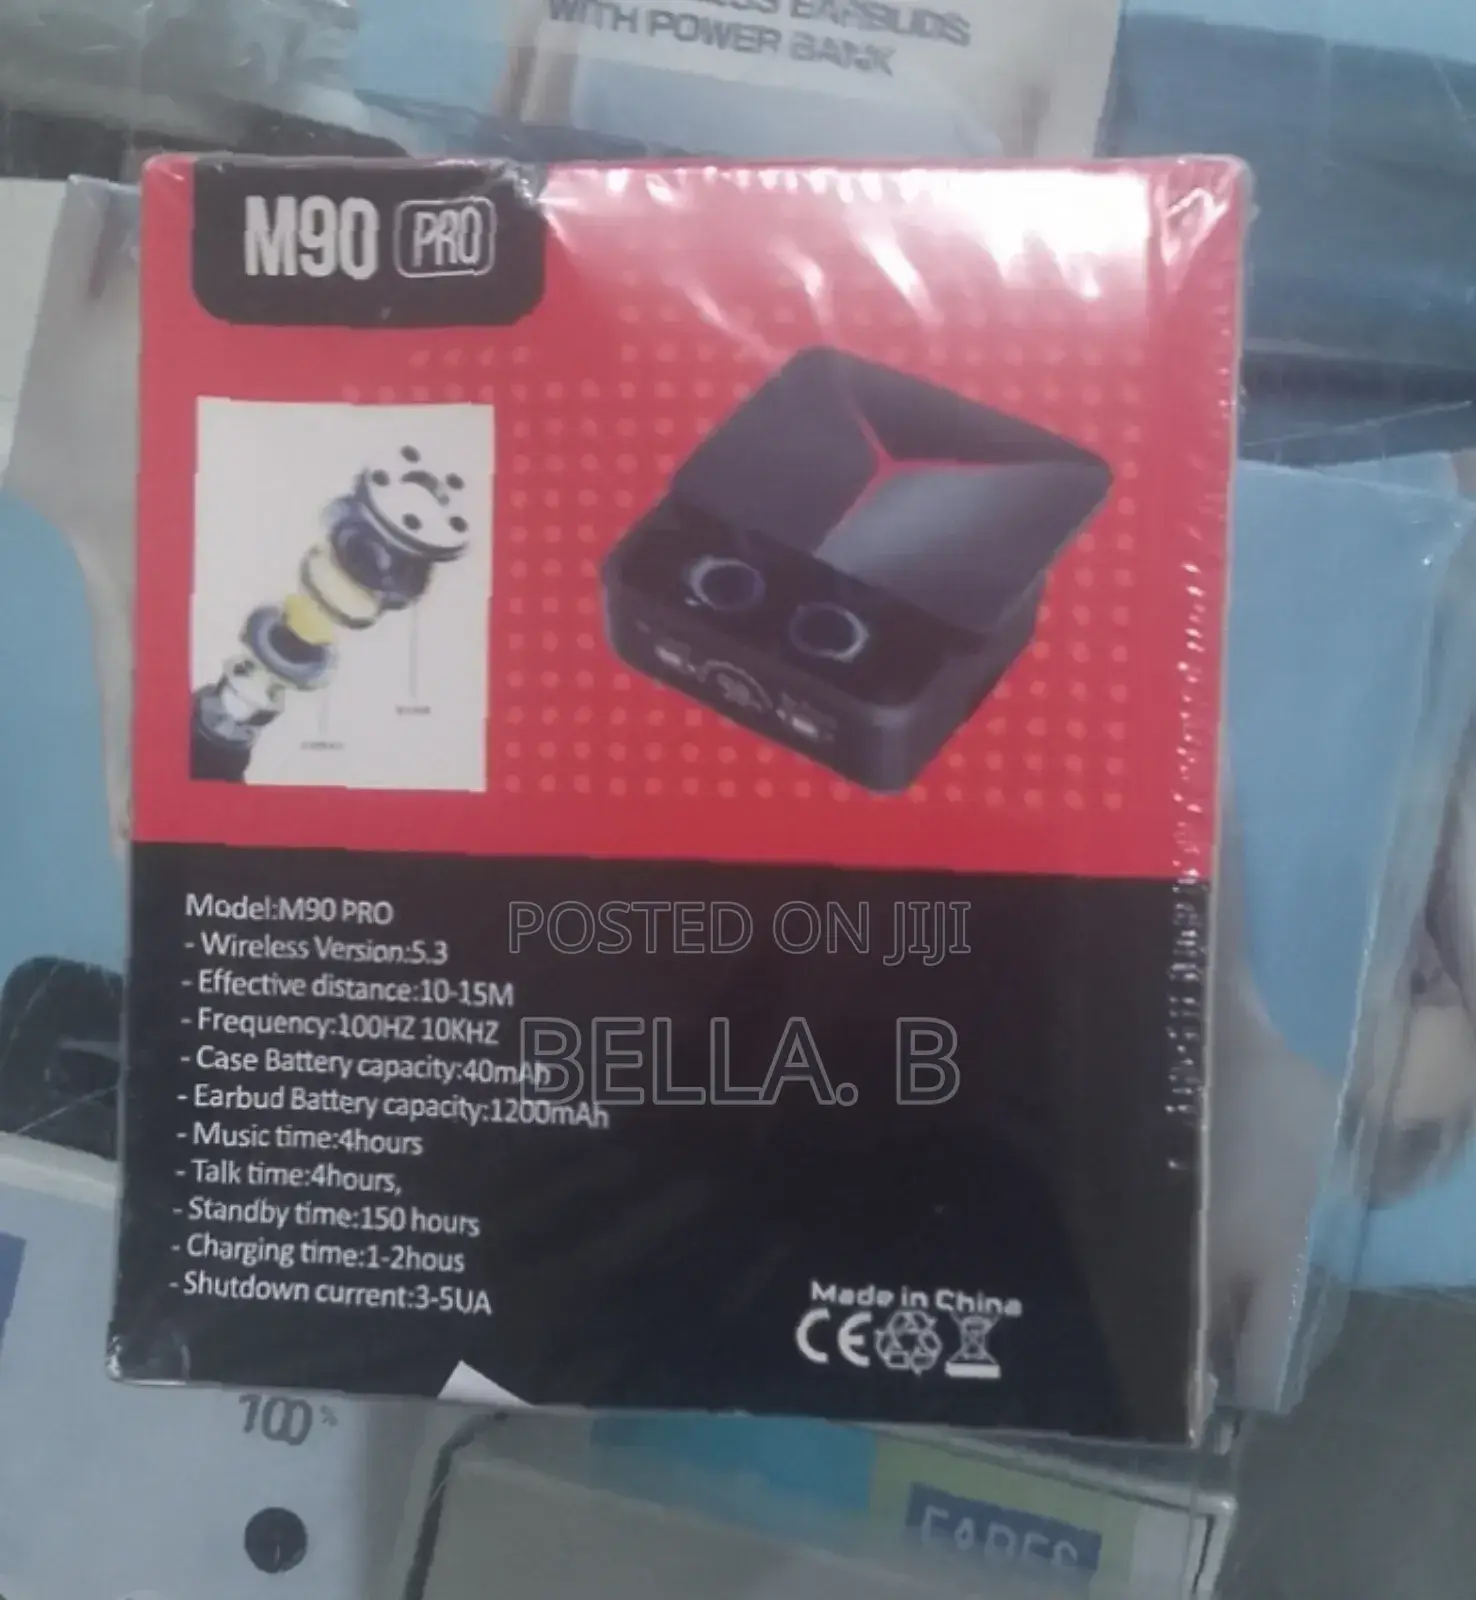 WITH POWER BANK
M90 PRO
Model:M90 PRO
- Wireless Version:5.3
- Effective distance:10-15M
- Frequency:100HZ 10KHZ
- Case Battery capacity:40mAh
- Earbud Battery capacity:1200mAh
- Music time:4hours
- Talk time:4hours,
- Standby time:150 hours
- Charging time:1-2hous
- Shutdown current:3-5UA
POSTED ON JIJI
BELLA. B
Made in China
CE
100%